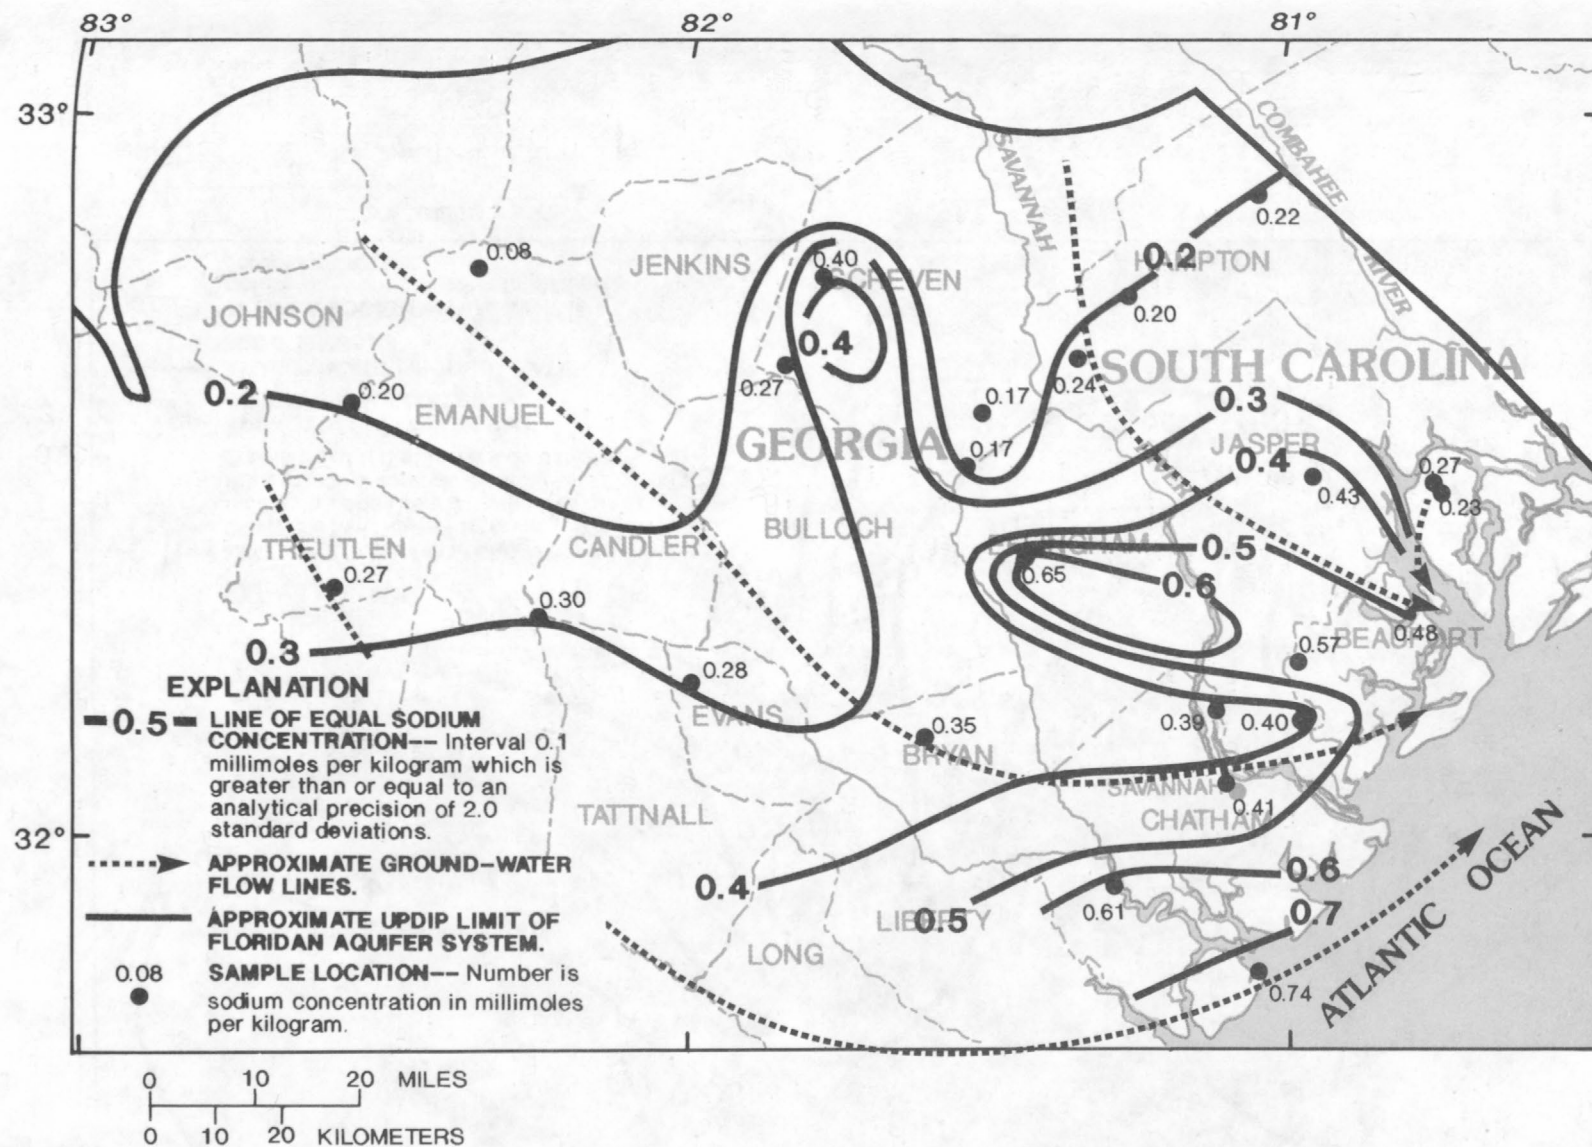 83°
82°
81°
33°
32°
COMBAHEE
RIVER
SAVANNAH
0.22
0.08
JENKINS
0.40
SCREVEN
0.2
HAMPTON
JOHNSON
0.20
0.4
SOUTH CAROLINA
0.24
0.27
0.2
0.20
EMANUEL
0.17
0.3
GEORGIA
0.17
JASPER
0.4
0.43
0.27
0.23
BULLOCH
TREUTLEN
CANDLER
EFFINGHAM
0.5
0.27
0.65
0.6
0.30
0.48
BEAUFORT
0.57
0.3
0.28
EVANS
0.39
0.40
0.35
BRYAN
SAVANNAH
0.41
CHATHAM
TATTNALL
0.4
0.6
0.61
LIBERTY
0.5
0.7
LONG
0.74
ATLANTIC OCEAN
EXPLANATION
0.5 LINE OF EQUAL SODIUM
CONCENTRATION-- Interval 0.1
millimoles per kilogram which is
greater than or equal to an
analytical precision of 2.0
standard deviations.
APPROXIMATE GROUND-WATER
FLOW LINES.
APPROXIMATE UPDIP LIMIT OF
FLORIDAN AQUIFER SYSTEM.
0.08 SAMPLE LOCATION-- Number is
sodium concentration in millimoles
per kilogram.
0 10 20 MILES
0 10 20 KILOMETERS